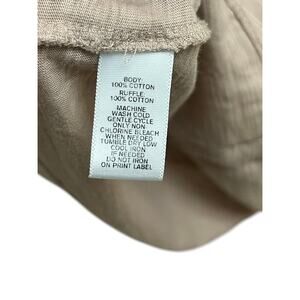 BODY:
100% COTTON
RUFFLE:
100% COTTON
MACHINE
WASH COLD
GENTLE CYCLE
ONLY NON
CHLORINE BLEACH
WHEN NEEDED
TUMBLE DRY LOW
COOL IRON
IF NEEDED
DO NOT IRON
ON PRINT LABEL